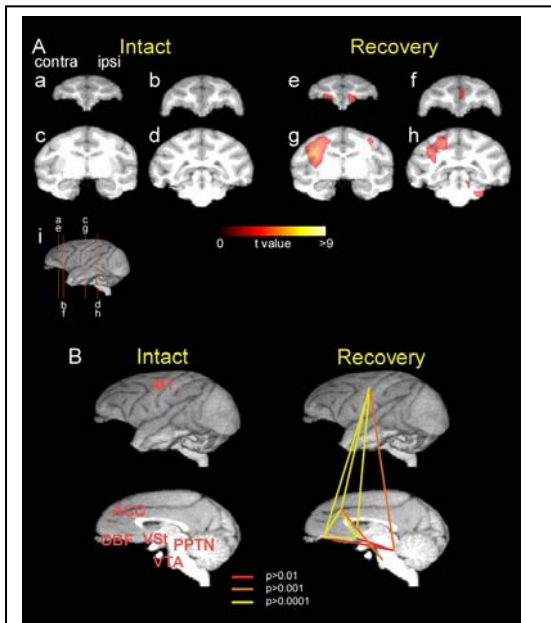 A Intact Recovery
contra ipsi
a b e f
c d g h
i
a c
e g
b d
f h
0 t value >9
B Intact Recovery
M1
ACC
OBF VSt PPTN
VTA
p>0.01
p>0.001
p>0.0001